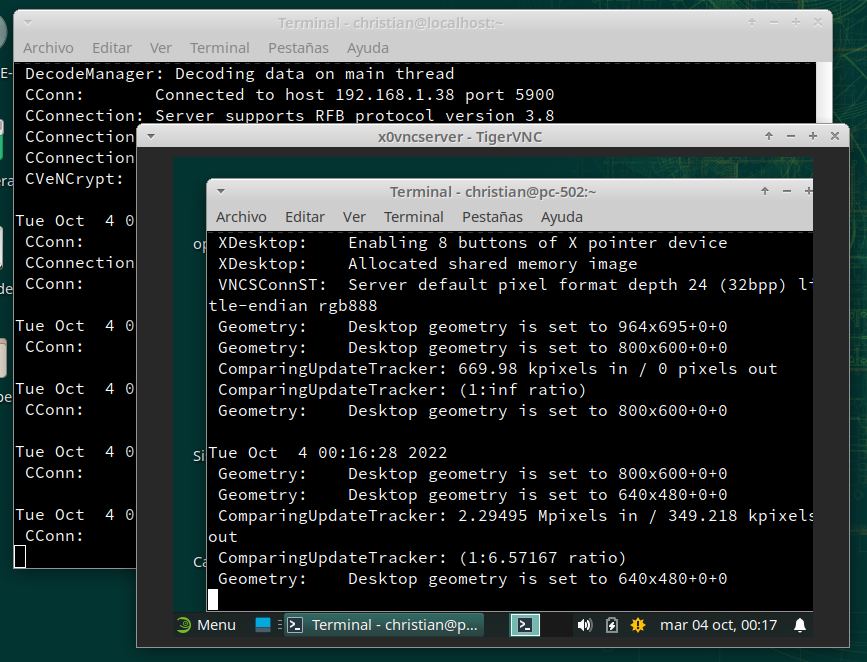 Terminal - christian@localhost:~
Archivo Editar Ver Terminal Pestañas Ayuda
DecodeManager: Decoding data on main thread
CConn: Connected to host 192.168.1.38 port 5900
CConnection: Server supports RFB protocol version 3.8
CConnection
CConnection
CVeNCrypt:
Tue Oct 4 0
CConn:
CConnection
CConn:
Tue Oct 4 0
CConn:
Tue Oct 4 0
CConn:
Tue Oct 4 0
CConn:
Tue Oct 4 0
CConn:
x0vncserver - TigerVNC
Terminal - christian@pc-502:~
Archivo Editar Ver Terminal Pestañas Ayuda
XDesktop: Enabling 8 buttons of X pointer device
XDesktop: Allocated shared memory image
VNCSConnST: Server default pixel format depth 24 (32bpp) li
tle-endian rgb888
Geometry: Desktop geometry is set to 964x695+0+0
Geometry: Desktop geometry is set to 800x600+0+0
ComparingUpdateTracker: 669.98 kpixels in / 0 pixels out
ComparingUpdateTracker: (1:inf ratio)
Geometry: Desktop geometry is set to 800x600+0+0
Tue Oct 4 00:16:28 2022
Geometry: Desktop geometry is set to 800x600+0+0
Geometry: Desktop geometry is set to 640x480+0+0
ComparingUpdateTracker: 2.29495 Mpixels in / 349.218 kpixels
out
ComparingUpdateTracker: (1:6.57167 ratio)
Geometry: Desktop geometry is set to 640x480+0+0
Menu Terminal - christian@p... mar 04 oct, 00:17